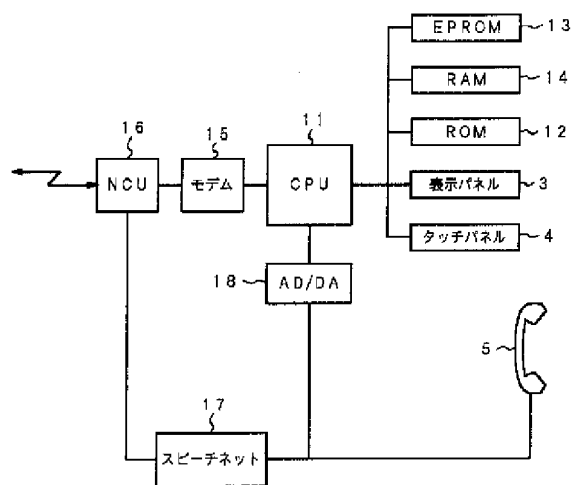 EPROM 13
RAM 14
ROM 12
表示パネル 3
タッチパネル 4
16 15 11
NCU モデム CPU
18 AD/DA
5
17
スピーチネット